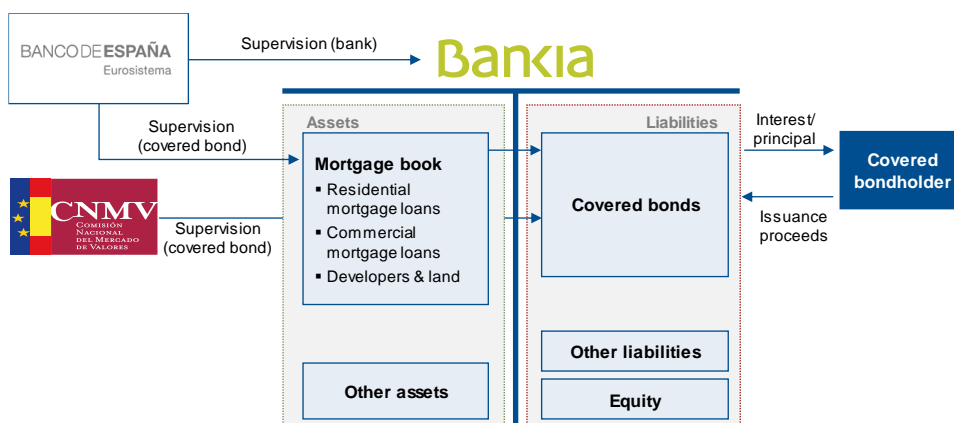 BANCO DE ESPAÑA
Eurosistema
Supervision (bank)
Bankia
Supervision
(covered bond)
CNMV
COMISIÓN
NACIONAL
DEL MERCADO
DE VALORES
Supervision
(covered bond)
Assets
Mortgage book
▪ Residential
mortgage loans
▪ Commercial
mortgage loans
▪ Developers & land
Other assets
Liabilities
Covered bonds
Other liabilities
Equity
Interest/
principal
Issuance
proceeds
Covered
bondholder